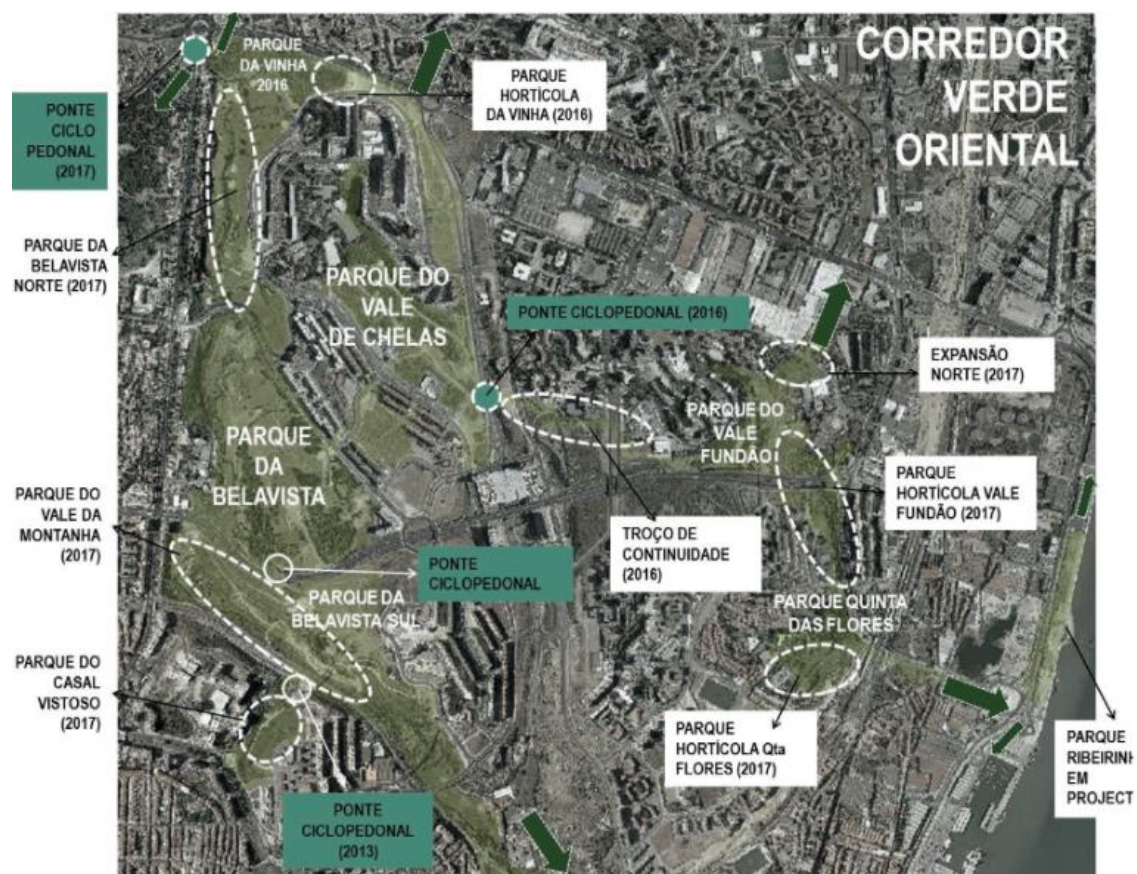 CORREDOR
VERDE
ORIENTAL
PARQUE
DA VINHA
2016
PARQUE
HORTÍCOLA
DA VINHA (2016)
PONTE
CICLO
PEDONAL
(2017)
PARQUE DA
BELAVISTA
NORTE (2017)
PARQUE DO
VALE
DE CHELAS
PONTE CICLOPEDONAL (2016)
EXPANSÃO
NORTE (2017)
PARQUE DO
VALE
FUNDÃO
PARQUE
DA
BELAVISTA
PARQUE
HORTÍCOLA VALE
FUNDÃO (2017)
PARQUE DO
VALE DA
MONTANHA
(2017)
TROÇO DE
CONTINUIDADE
(2016)
PONTE
CICLOPEDONAL
PARQUE DA
BELAVISTA SUL
PARQUE QUINTA
DAS FLORES
PARQUE DO
CASAL
VISTOSO
(2017)
PARQUE
HORTÍCOLA Qta
FLORES (2017)
PARQUE
RIBEIRINH
EM
PROJECT
PONTE
CICLOPEDONAL
(2013)